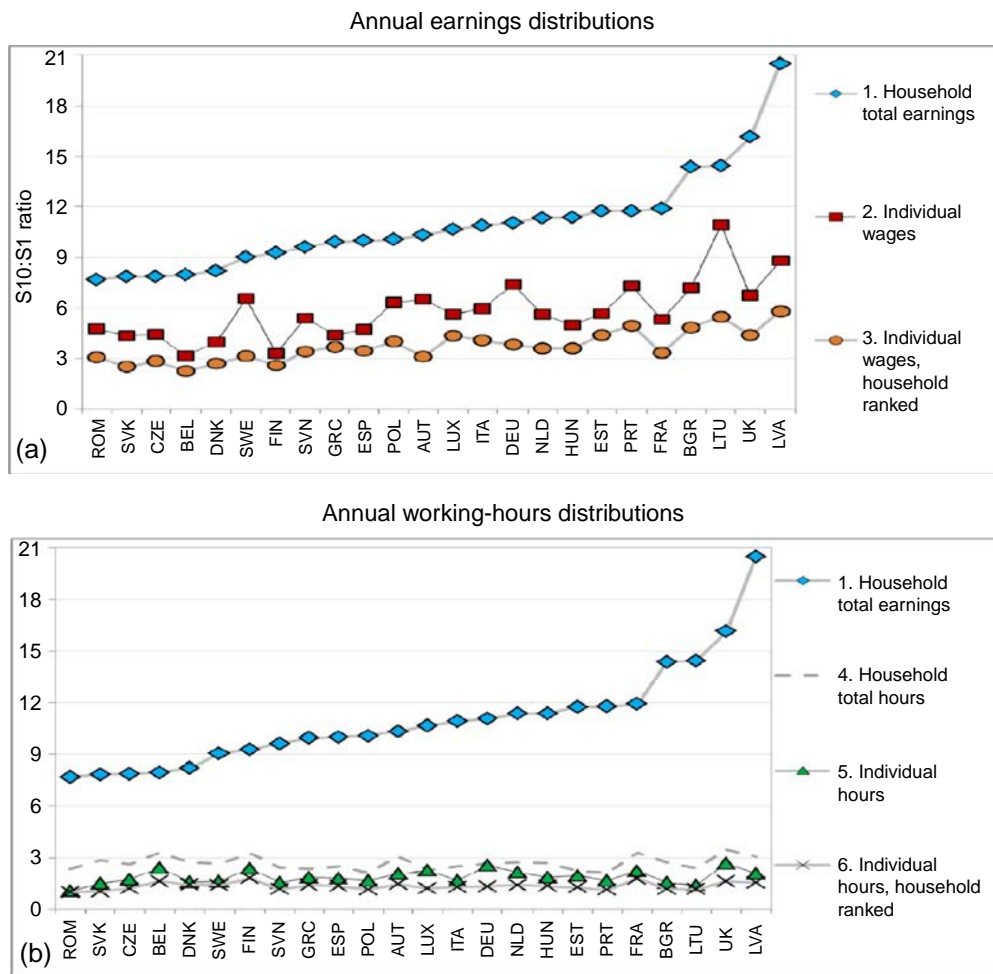 Annual earnings distributions
21
18
15
12
9
6
3
0
S10:S1 ratio
ROM SVK CZE BEL DNK SWE FIN SVN GRC ESP POL AUT LUX ITA DEU NLD HUN EST PRT FRA BGR LTU UK LVA
1. Household
total earnings
2. Individual
wages
3. Individual
wages,
household
ranked
(a)
Annual working-hours distributions
21
18
15
12
9
6
3
0
ROM SVK CZE BEL DNK SWE FIN SVN GRC ESP POL AUT LUX ITA DEU NLD HUN EST PRT FRA BGR LTU UK LVA
1. Household
total earnings
4. Household
total hours
5. Individual
hours
6. Individual
hours, household
ranked
(b)